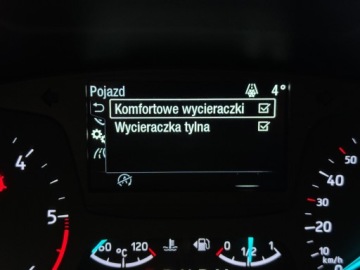 Pojazd 4°
Komfortowe wycieraczki
Wycieraczka tylna
4
5
60 °C 120
0 1/2 1
50
40
30
20
10
km/h